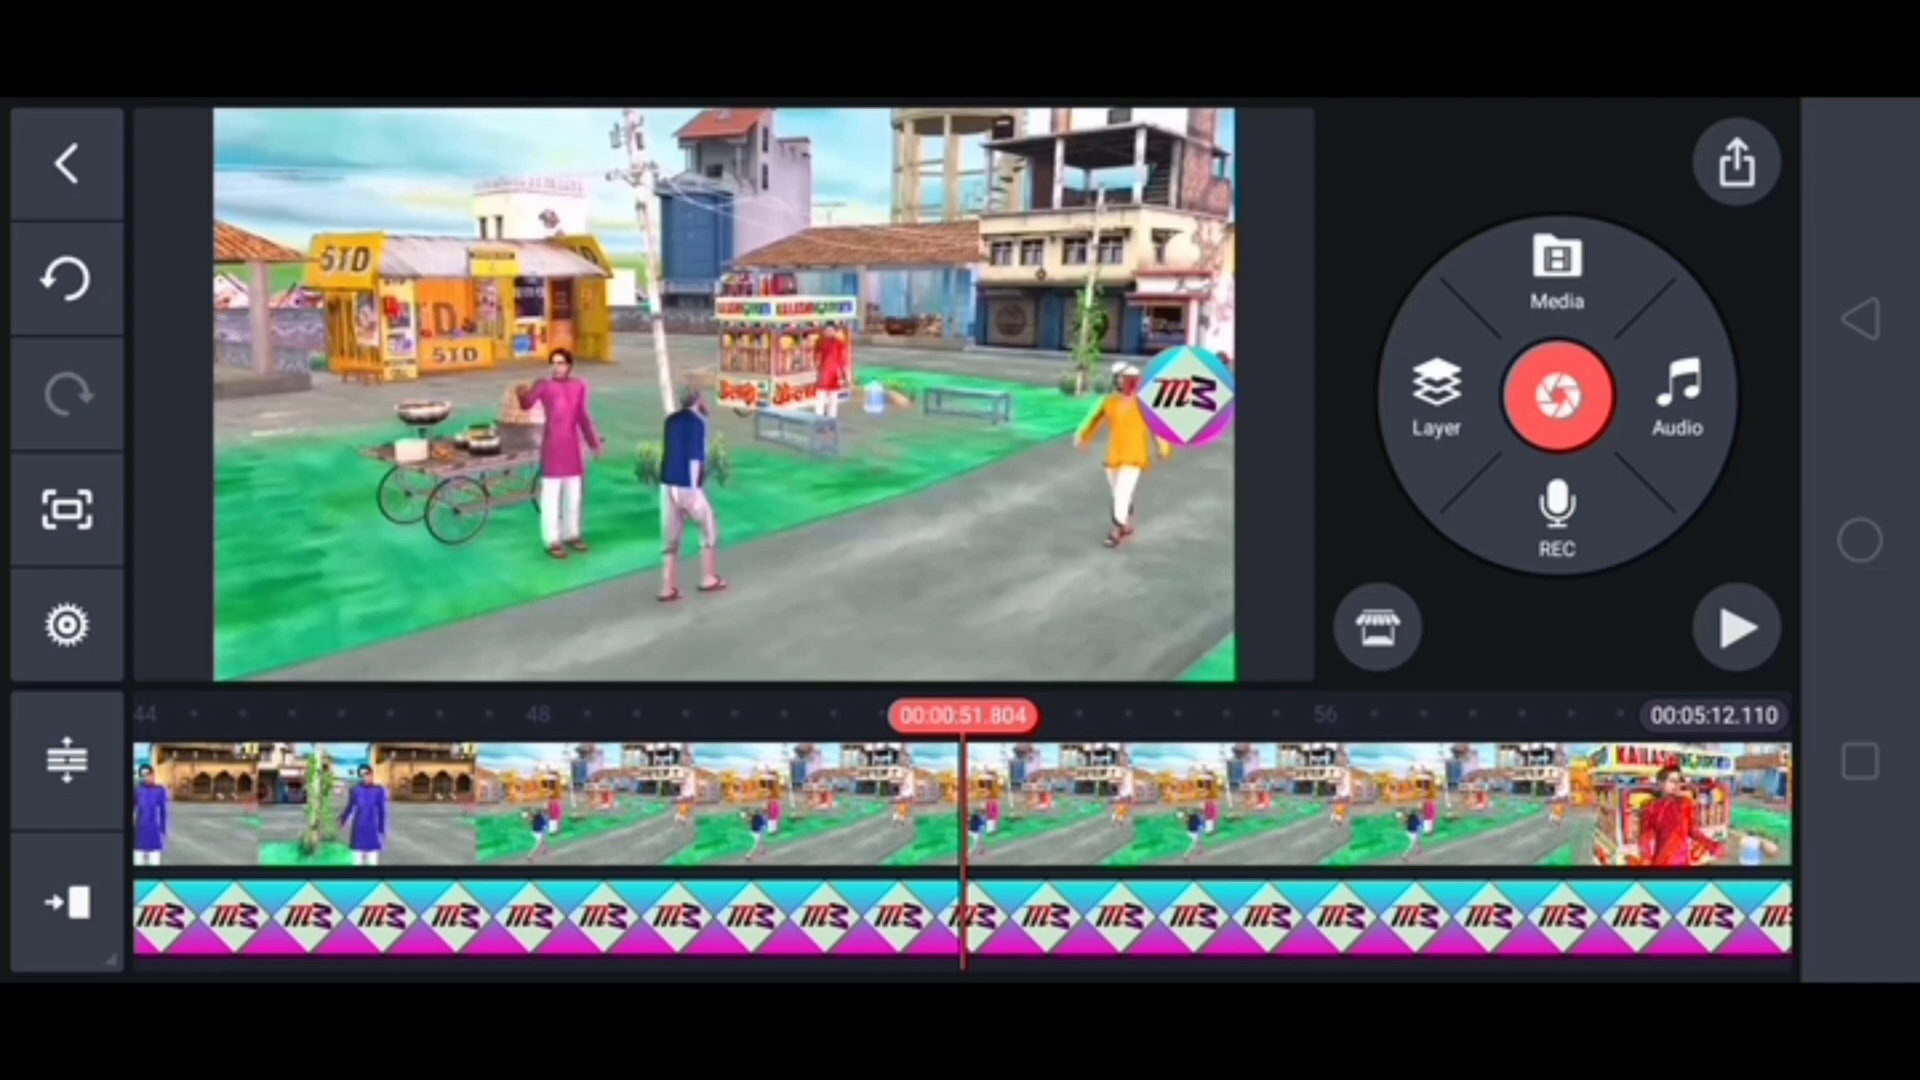 STD
STD
Media
Layer
Audio
REC
44
48
00:00:51.804
56
00:05:12.110